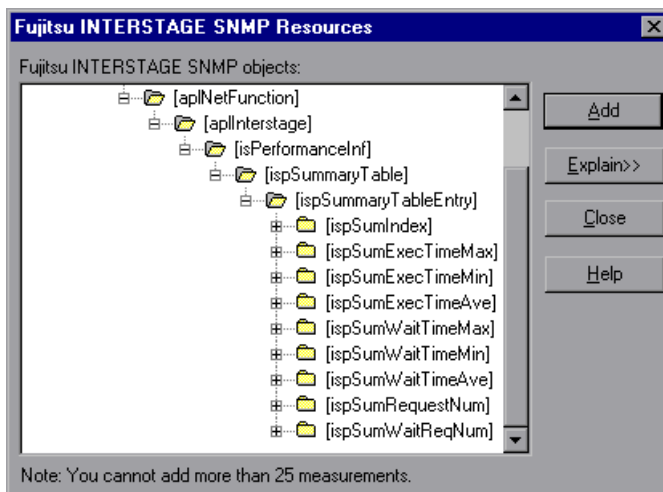 Fujitsu INTERSTAGE SNMP Resources
Fujitsu INTERSTAGE SNMP objects:
[aplNetFunction]
[aplInterstage]
[isPerformanceInf]
[ispSummaryTable]
[ispSummaryTableEntry]
[ispSumIndex]
[ispSumExecTimeMax]
[ispSumExecTimeMin]
[ispSumExecTimeAve]
[ispSumWaitTimeMax]
[ispSumWaitTimeMin]
[ispSumWaitTimeAve]
[ispSumRequestNum]
[ispSumWaitReqNum]
Add
Explain>>
Close
Help
Note: You cannot add more than 25 measurements.